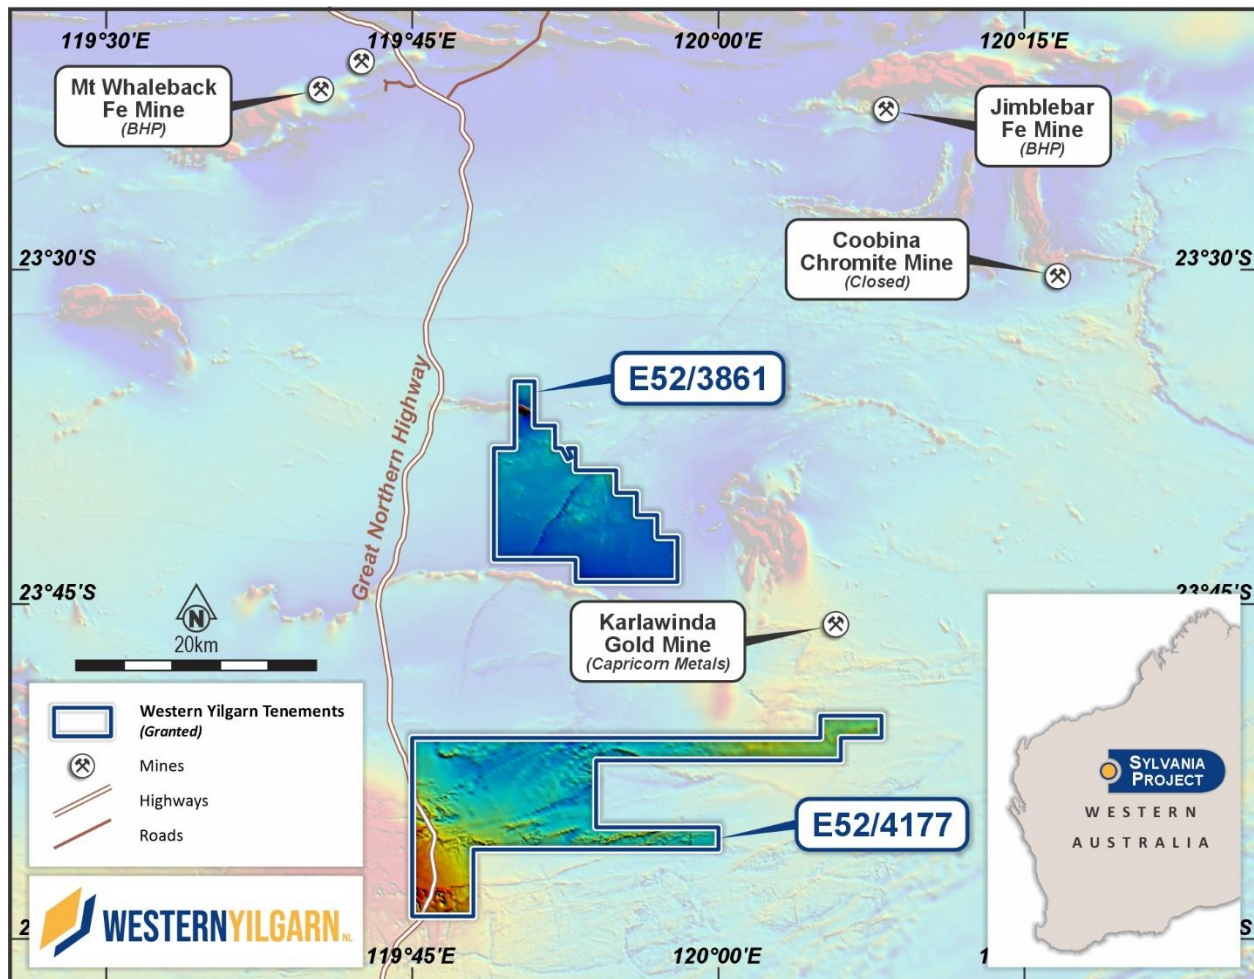 119°30'E
119°45'E
120°00'E
120°15'E
Mt Whaleback
Fe Mine
(BHP)
Jimblebar
Fe Mine
(BHP)
Coobina
Chromite Mine
(Closed)
23°30'S
23°30'S
E52/3861
Great Northern Highway
23°45'S
23°45'S
Karlawinda
Gold Mine
(Capricorn Metals)
N
20km
Western Yilgarn Tenements
(Granted)
Mines
Highways
Roads
E52/4177
SYLVANIA
PROJECT
WESTERN
AUSTRALIA
WESTERNYILGARN NL
119°45'E
120°00'E